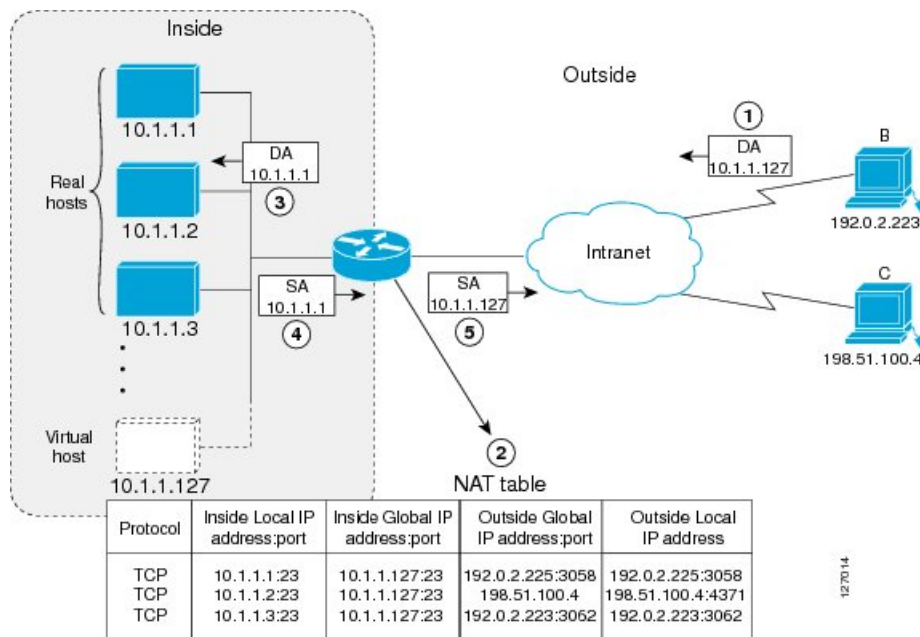 Inside
10.1.1.1
Real
hosts
10.1.1.2
10.1.1.3
Virtual
host
10.1.1.127
DA
10.1.1.1
3
SA
10.1.1.1
4
Outside
1
DA
10.1.1.127
B
192.0.2.223
Intranet
SA
10.1.1.127
5
C
198.51.100.4
2
NAT table
Protocol Inside Local IP address:port Inside Global IP address:port Outside Global IP address:port Outside Local IP address
TCP 10.1.1.1:23 10.1.1.127:23 192.0.2.225:3058 192.0.2.225:3058
TCP 10.1.1.2:23 10.1.1.127:23 198.51.100.4 198.51.100.4:4371
TCP 10.1.1.3:23 10.1.1.127:23 192.0.2.223:3062 192.0.2.223:3062
127014